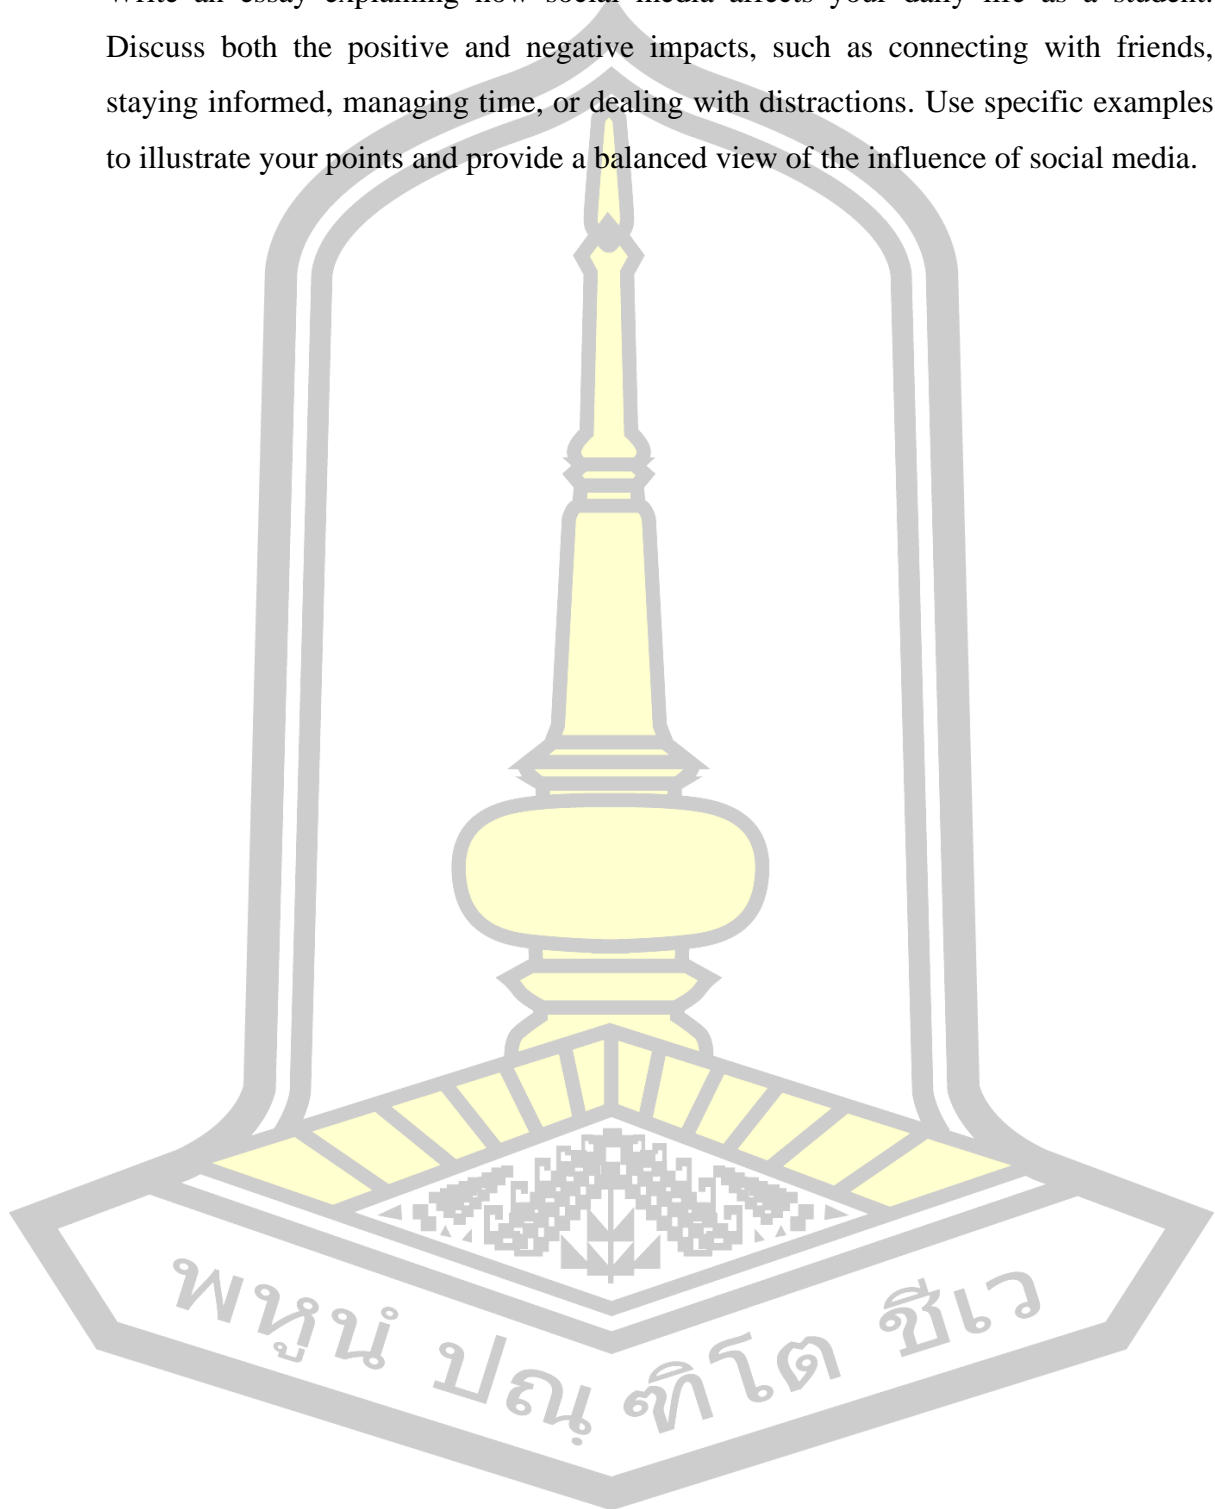 Write an essay explaining how social media affects your daily life as a student.
Discuss both the positive and negative impacts, such as connecting with friends,
staying informed, managing time, or dealing with distractions. Use specific examples
to illustrate your points and provide a balanced view of the influence of social media.
พหูนํ ปณฺฑิโต ชีเว